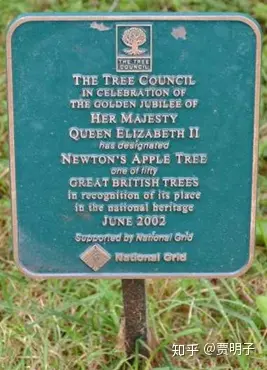 THE TREE
COUNCIL
THE TREE COUNCIL
IN CELEBRATION OF
THE GOLDEN JUBILEE OF
HER MAJESTY
QUEEN ELIZABETH II
has designated
NEWTON'S APPLE TREE
one of fifty
GREAT BRITISH TREES
in recognition of its place
in the national heritage
JUNE 2002
Supported by National Grid
National Grid
知乎 @贾明子